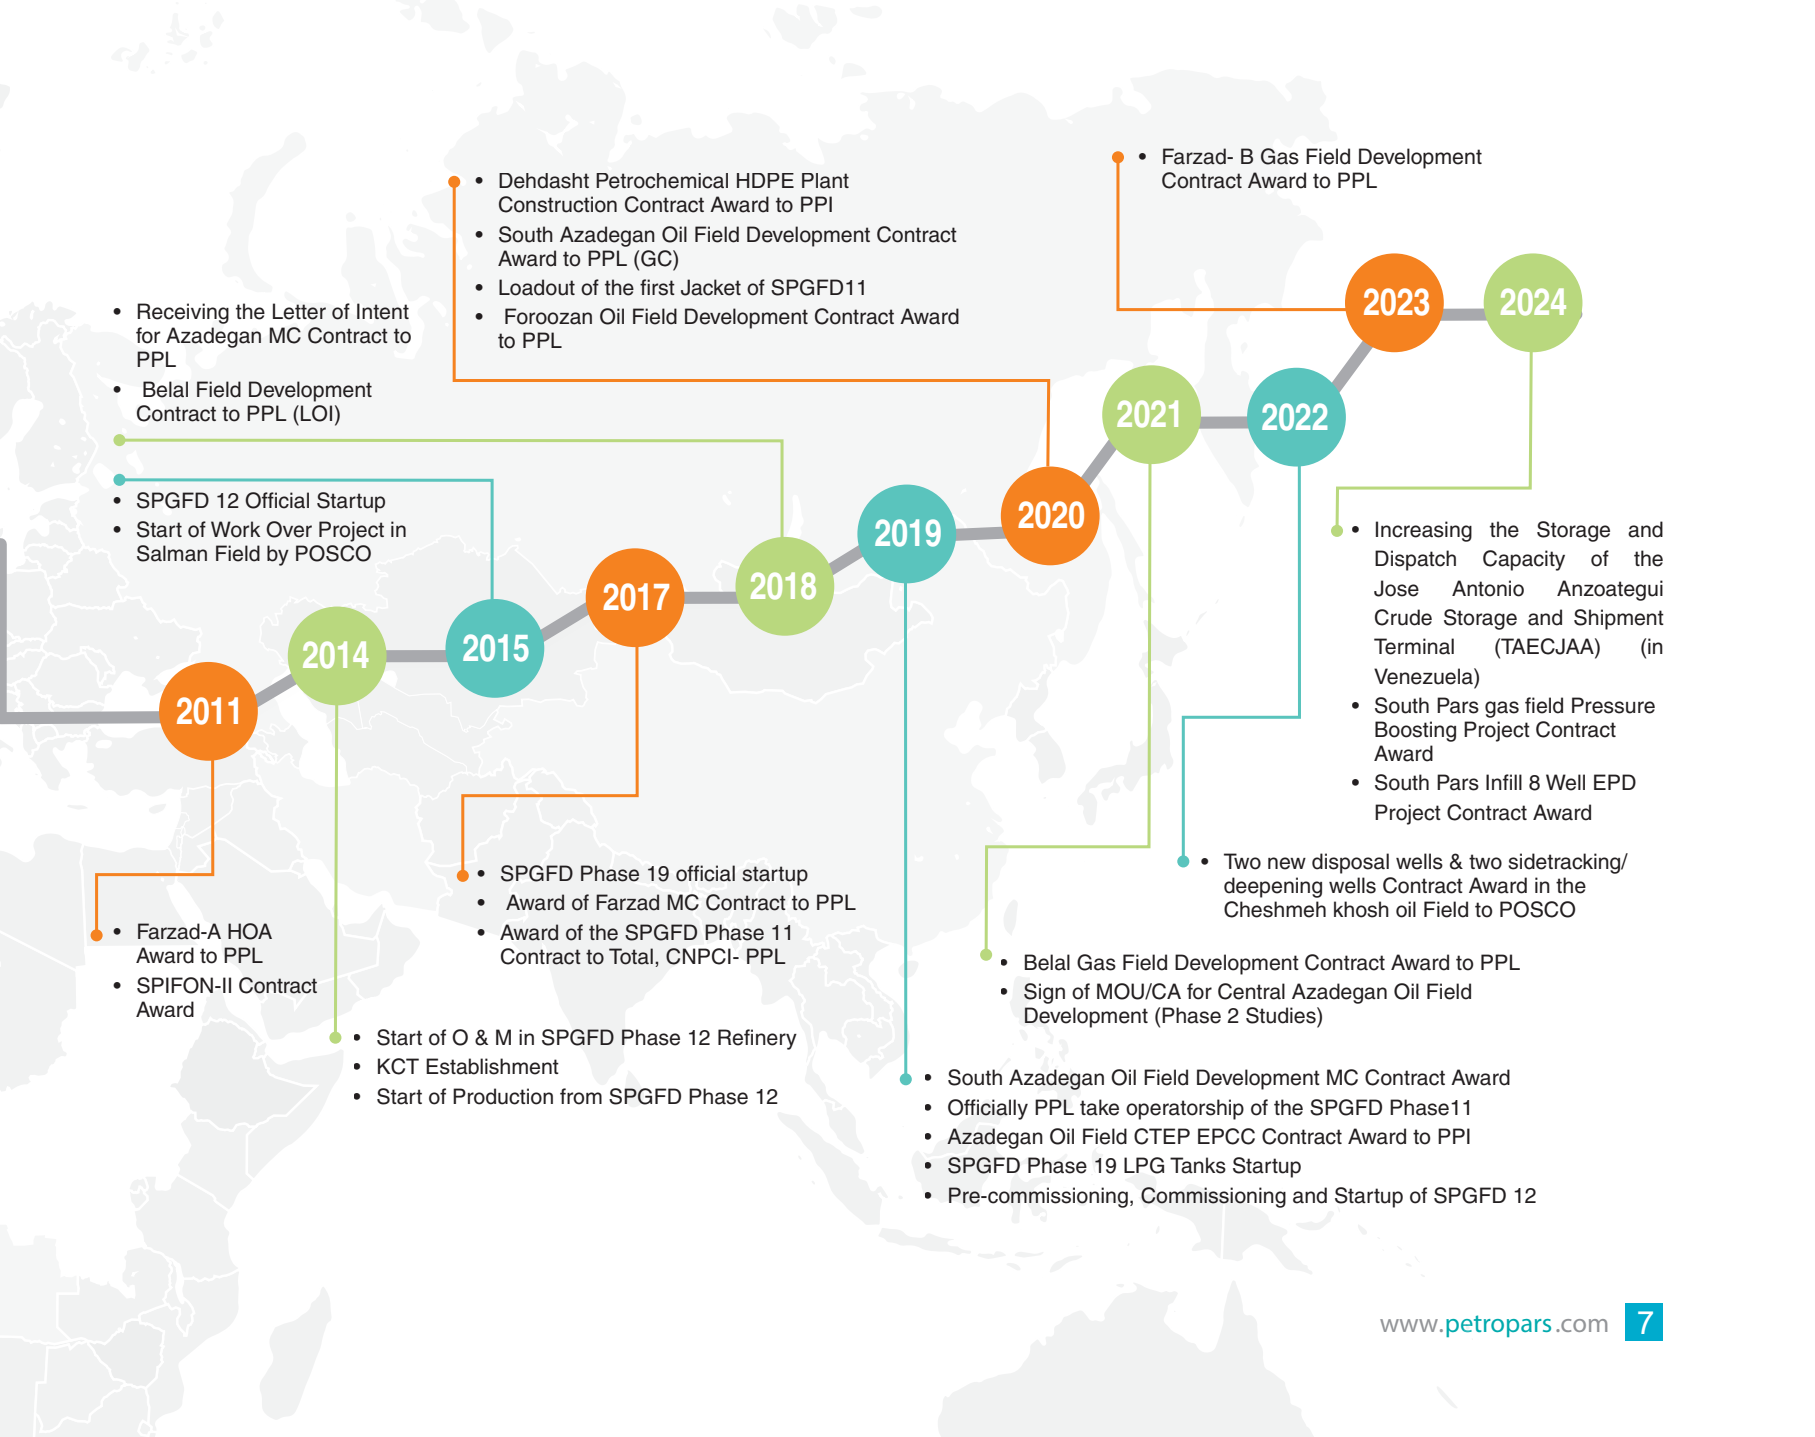 • Farzad- B Gas Field Development
Contract Award to PPL
• Dehdasht Petrochemical HDPE Plant
Construction Contract Award to PPI
• South Azadegan Oil Field Development Contract
Award to PPL (GC)
• Loadout of the first Jacket of SPGFD11
• Foroozan Oil Field Development Contract Award
to PPL
• Receiving the Letter of Intent
for Azadegan MC Contract to
PPL
• Belal Field Development
Contract to PPL (LOI)
• SPGFD 12 Official Startup
• Start of Work Over Project in
Salman Field by POSCO
2011
2014
2015
2017
2018
2019
2020
2021
2022
2023
2024
• Increasing the Storage and
Dispatch Capacity of the
Jose Antonio Anzoategui
Crude Storage and Shipment
Terminal (TAECJAA) (in
Venezuela)
• South Pars gas field Pressure
Boosting Project Contract
Award
• South Pars Infill 8 Well EPD
Project Contract Award
• Two new disposal wells & two sidetracking/
deepening wells Contract Award in the
Cheshmeh khosh oil Field to POSCO
• SPGFD Phase 19 official startup
• Award of Farzad MC Contract to PPL
• Award of the SPGFD Phase 11
Contract to Total, CNPCI- PPL
• Farzad-A HOA
Award to PPL
• SPIFON-II Contract
Award
• Belal Gas Field Development Contract Award to PPL
• Sign of MOU/CA for Central Azadegan Oil Field
Development (Phase 2 Studies)
• Start of O & M in SPGFD Phase 12 Refinery
• KCT Establishment
• Start of Production from SPGFD Phase 12
• South Azadegan Oil Field Development MC Contract Award
• Officially PPL take operatorship of the SPGFD Phase11
• Azadegan Oil Field CTEP EPCC Contract Award to PPI
• SPGFD Phase 19 LPG Tanks Startup
• Pre-commissioning, Commissioning and Startup of SPGFD 12
www.petropars.com 7